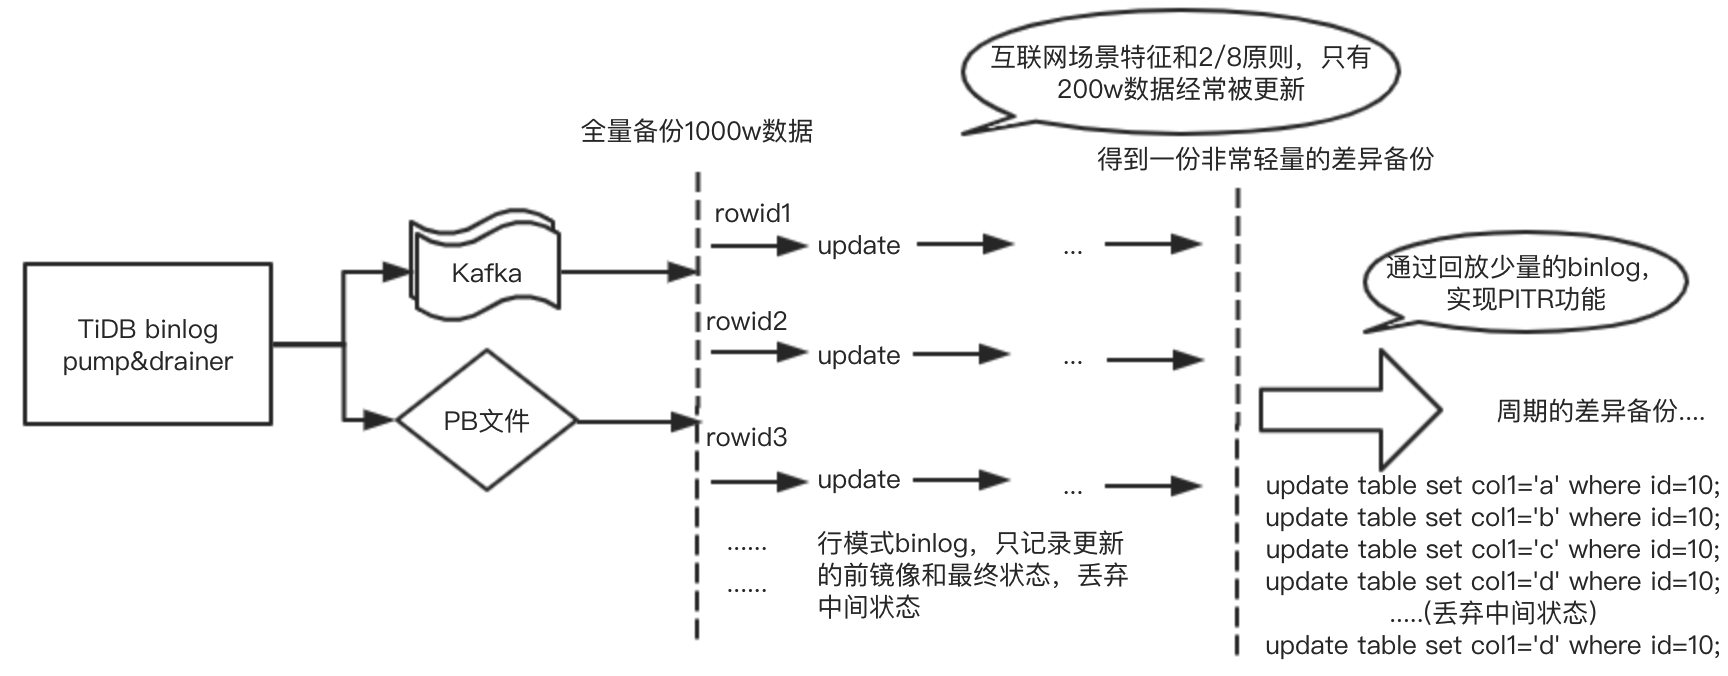 互联网场景特征和2/8原则，只有
200w数据经常被更新
全量备份1000w数据
得到一份非常轻量的差异备份
rowid1
update
...
Kafka
通过回放少量的binlog，
实现PITR功能
TiDB binlog
pump&drainer
rowid2
update
...
PB文件
周期的差异备份....
rowid3
update
...
......
......
行模式binlog，只记录更新
的前镜像和最终状态，丢弃
中间状态
update table set col1='a' where id=10;
update table set col1='b' where id=10;
update table set col1='c' where id=10;
update table set col1='d' where id=10;
.....(丢弃中间状态)
update table set col1='d' where id=10;